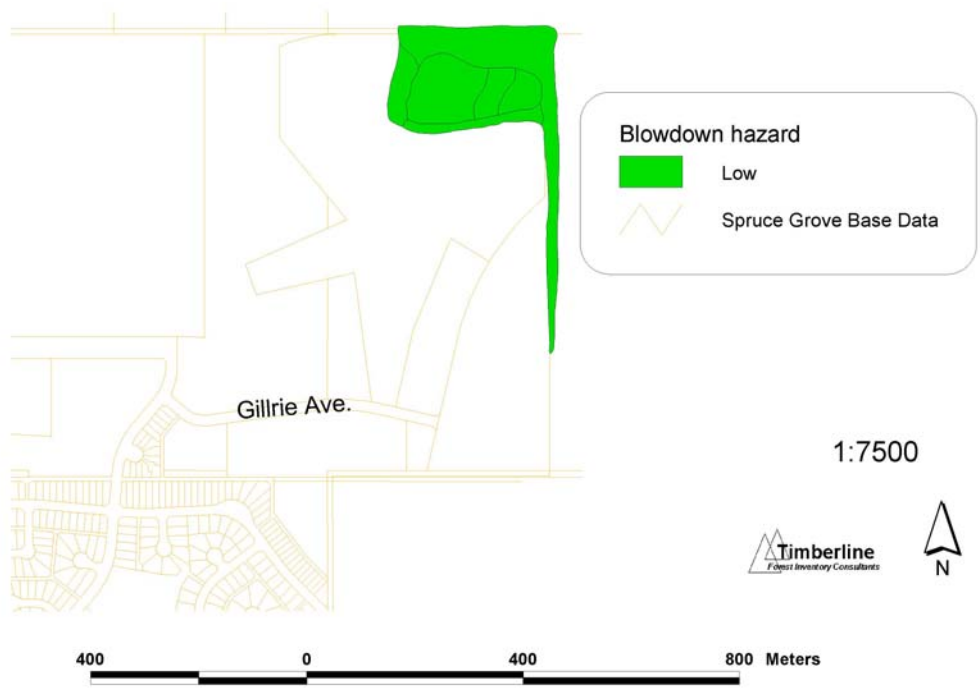 Blowdown hazard
Low
Spruce Grove Base Data
Gillrie Ave.
1:7500
Timberline
Forest Inventory Consultants
N
400 0 400 800 Meters